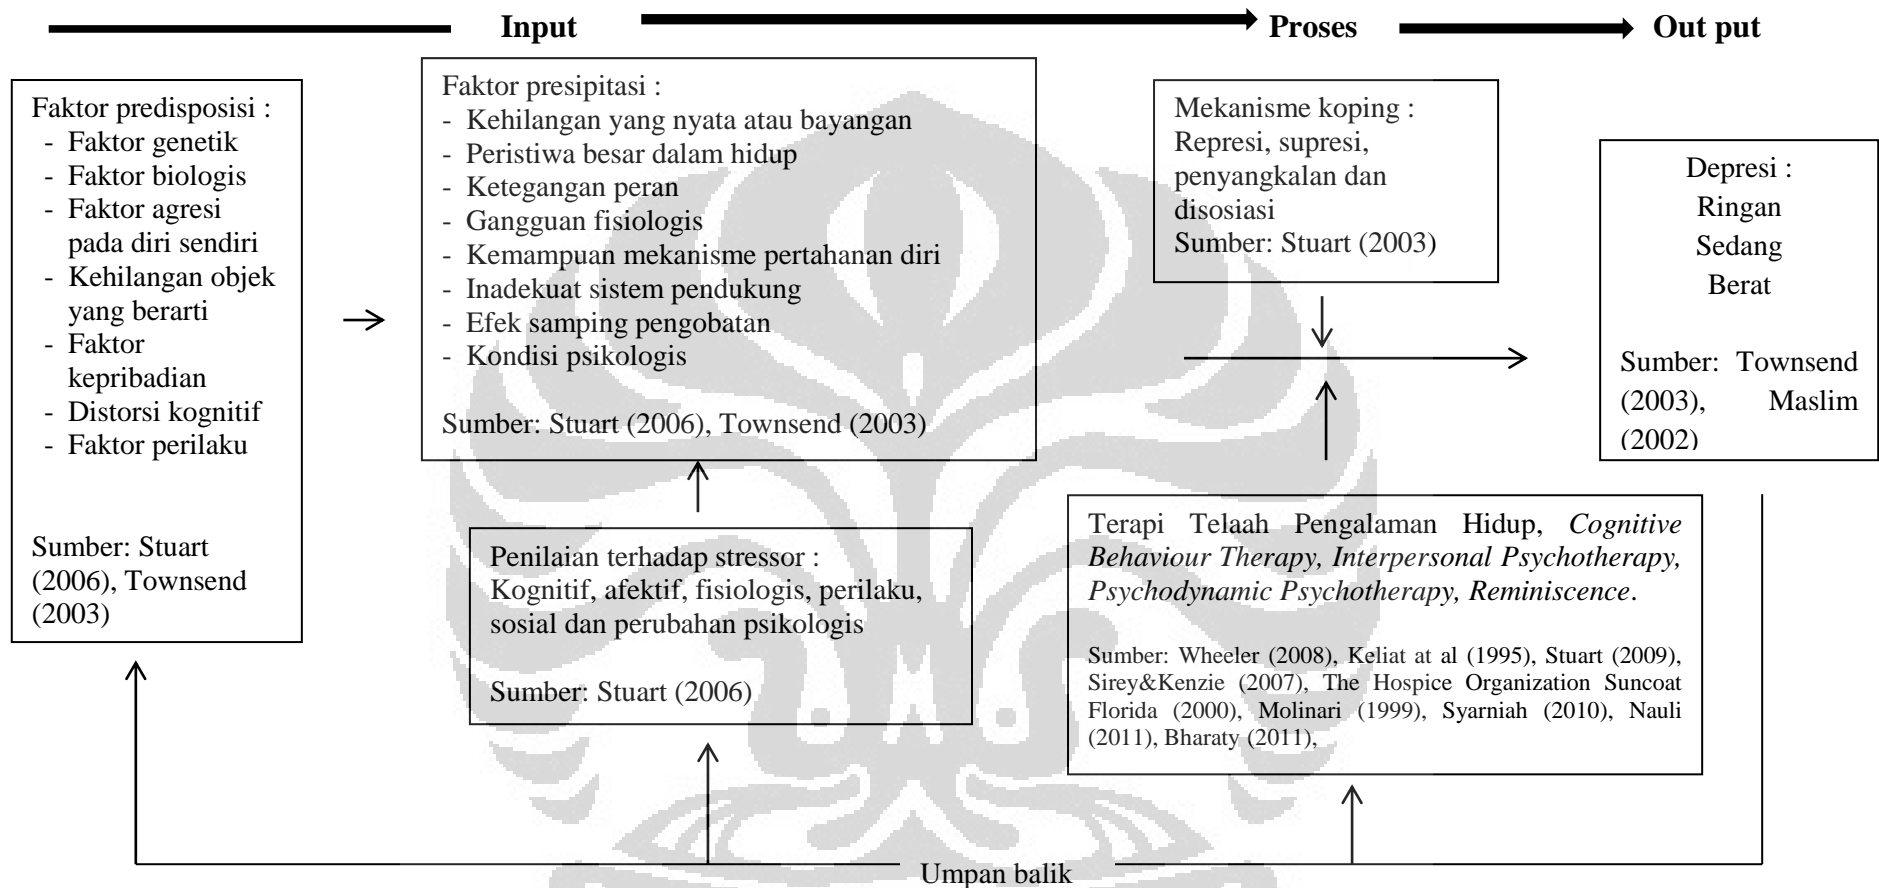 Input
Proses
Out put
Faktor predisposisi :
- Faktor genetik
- Faktor biologis
- Faktor agresi
pada diri sendiri
- Kehilangan objek
yang berarti
- Faktor
kepribadian
- Distorsi kognitif
- Faktor perilaku
Sumber: Stuart
(2006), Townsend
(2003)
Faktor presipitasi :
- Kehilangan yang nyata atau bayangan
- Peristiwa besar dalam hidup
- Ketegangan peran
- Gangguan fisiologis
- Kemampuan mekanisme pertahanan diri
- Inadekuat sistem pendukung
- Efek samping pengobatan
- Kondisi psikologis
Sumber: Stuart (2006), Townsend (2003)
Penilaian terhadap stressor :
Kognitif, afektif, fisiologis, perilaku,
sosial dan perubahan psikologis
Sumber: Stuart (2006)
Mekanisme koping :
Represi, supresi,
penyangkalan dan
disosiasi
Sumber: Stuart (2003)
Terapi Telaah Pengalaman Hidup, Cognitive
Behaviour Therapy, Interpersonal Psychotherapy,
Psychodynamic Psychotherapy, Reminiscence.
Sumber: Wheeler (2008), Keliat at al (1995), Stuart (2009),
Sirey&Kenzie (2007), The Hospice Organization Suncoat
Florida (2000), Molinari (1999), Syarniah (2010), Nauli
(2011), Bharaty (2011),
Depresi :
Ringan
Sedang
Berat
Sumber: Townsend
(2003), Maslim
(2002)
Umpan balik